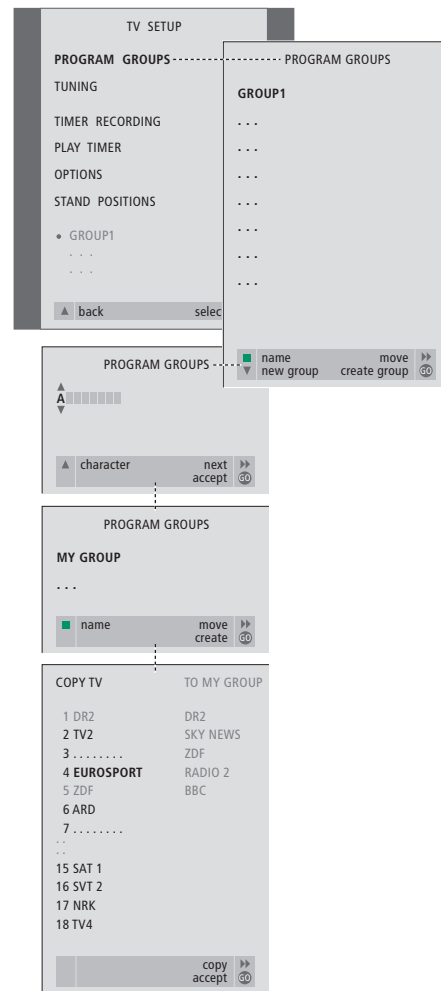 TV SETUP
PROGRAM GROUPS
TUNING
TIMER RECORDING
PLAY TIMER
OPTIONS
STAND POSITIONS
• GROUP1
. . .
. . .
▲ back selec
PROGRAM GROUPS
GROUP1
. . .
. . .
. . .
. . .
. . .
. . .
. . .
name move
new group create group GO
PROGRAM GROUPS
A
character next
accept GO
PROGRAM GROUPS
MY GROUP
. . .
name move
create GO
COPY TV TO MY GROUP
1 DR2 DR2
2 TV2 SKY NEWS
3 . . . . . . . . ZDF
4 EUROSPORT RADIO 2
5 ZDF BBC
6 ARD
7 . . . . . . . .
. .
. .
15 SAT 1
16 SVT 2
17 NRK
18 TV4
copy
accept GO